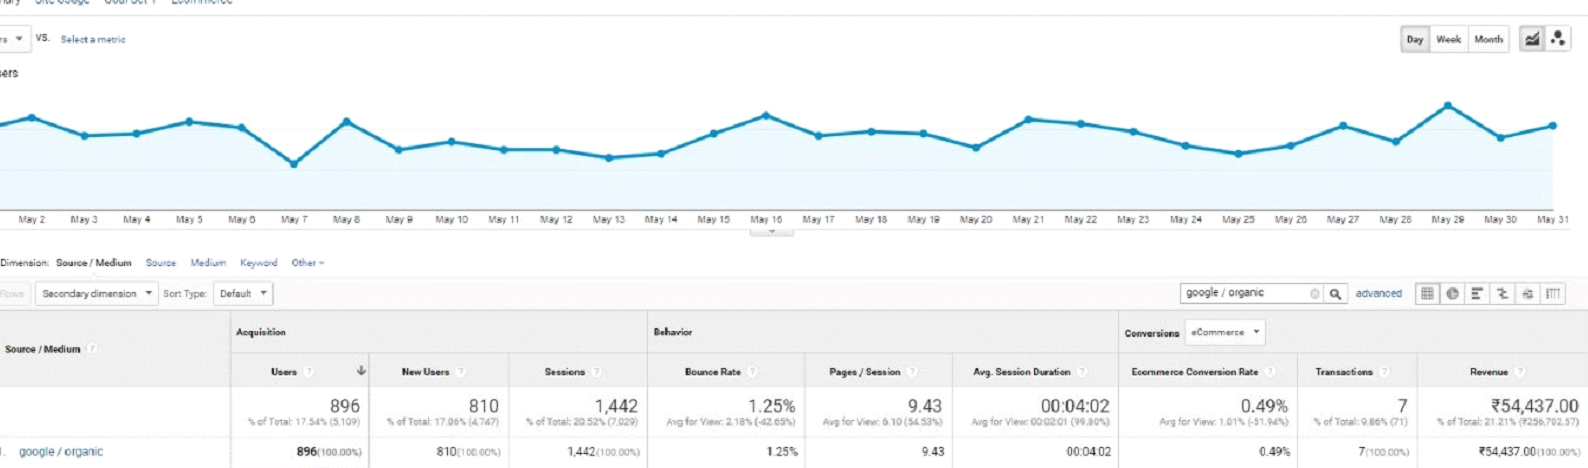 Site Usage Goal Set 1 Ecommerce
VS. Select a metric
Day Week Month
May 2 May 3 May 4 May 5 May 6 May 7 May 8 May 9 May 10 May 11 May 12 May 13 May 14 May 15 May 16 May 17 May 18 May 19 May 20 May 21 May 22 May 23 May 24 May 25 May 26 May 27 May 28 May 29 May 30 May 31
Dimension: Source / Medium Source Medium Keyword Other
Rows Secondary dimension Sort Type: Default google / organic advanced
Acquisition Behavior Conversions eCommerce
Source / Medium
Users New Users Sessions Bounce Rate Pages / Session Avg. Session Duration Ecommerce Conversion Rate Transactions Revenue
896 810 1,442 1.25% 9.43 00:04:02 0.49% 7 ₹54,437.00
% of Total: 17.54% (5,109) % of Total: 17.06% (4,747) % of Total: 20.52% (7,029) Avg for View: 2.18% (-42.65%) Avg for View: 6.10 (54.53%) Avg for View: 00:02:01 (99.80%) Avg for View: 1.01% (-51.94%) % of Total: 9.86% (71) % of Total: 21.21% (₹256,702.57)
1. google / organic 896(100.00%) 810(100.00%) 1,442(100.00%) 1.25% 9.43 00:04:02 0.49% 7(100.00%) ₹54,437.00(100.00%)